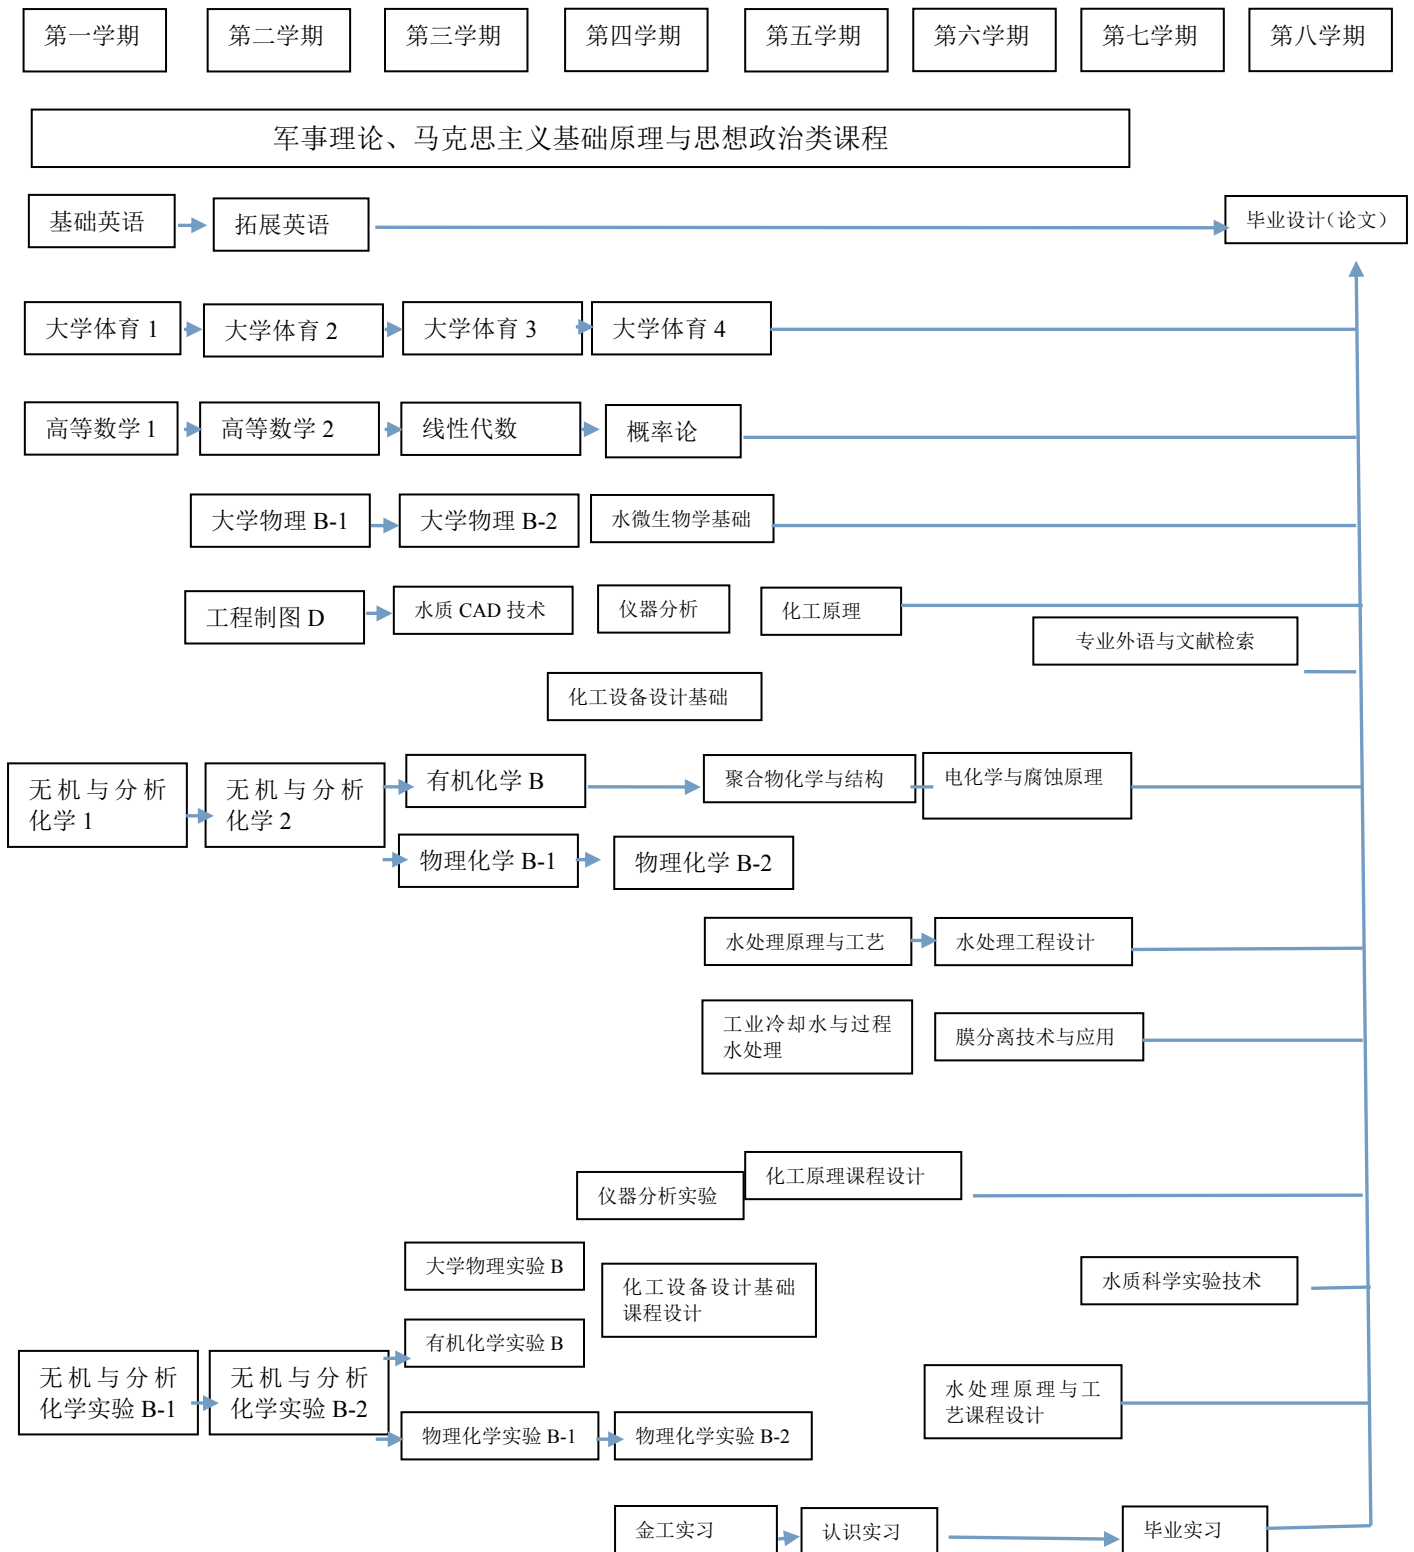 第一学期
第二学期
第三学期
第四学期
第五学期
第六学期
第七学期
第八学期
军事理论、马克思主义基础原理与思想政治类课程
基础英语
拓展英语
毕业设计（论文）
大学体育 1
大学体育 2
大学体育 3
大学体育 4
高等数学 1
高等数学 2
线性代数
概率论
大学物理 B-1
大学物理 B-2
水微生物学基础
工程制图 D
水质 CAD 技术
仪器分析
化工原理
专业外语与文献检索
化工设备设计基础
无机与分析
化学 1
无机与分析
化学 2
有机化学 B
聚合物化学与结构
电化学与腐蚀原理
物理化学 B-1
物理化学 B-2
水处理原理与工艺
水处理工程设计
工业冷却水与过程
水处理
膜分离技术与应用
仪器分析实验
化工原理课程设计
大学物理实验 B
化工设备设计基础
课程设计
水质科学实验技术
有机化学实验 B
无机与分析
化学实验 B-1
无机与分析
化学实验 B-2
水处理原理与工
艺课程设计
物理化学实验 B-1
物理化学实验 B-2
金工实习
认识实习
毕业实习